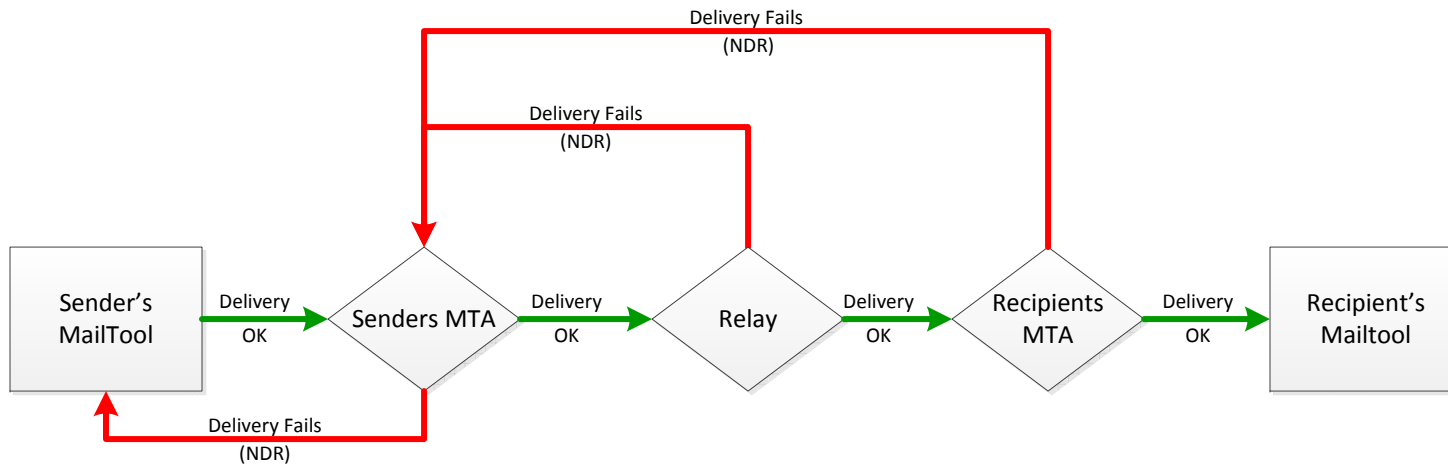 Delivery Fails
(NDR)
Delivery Fails
(NDR)
Sender's
MailTool
Delivery
OK
Senders MTA
Delivery
OK
Relay
Delivery
OK
Recipients
MTA
Delivery
OK
Recipient's
Mailtool
Delivery Fails
(NDR)